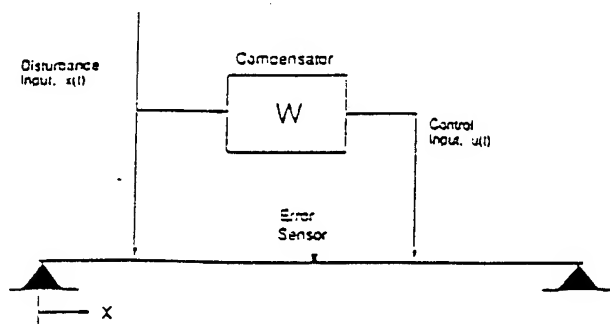 Disturbance
Input, x(t)
Compensator
W
Control
Input, u(t)
Error
Sensor
X